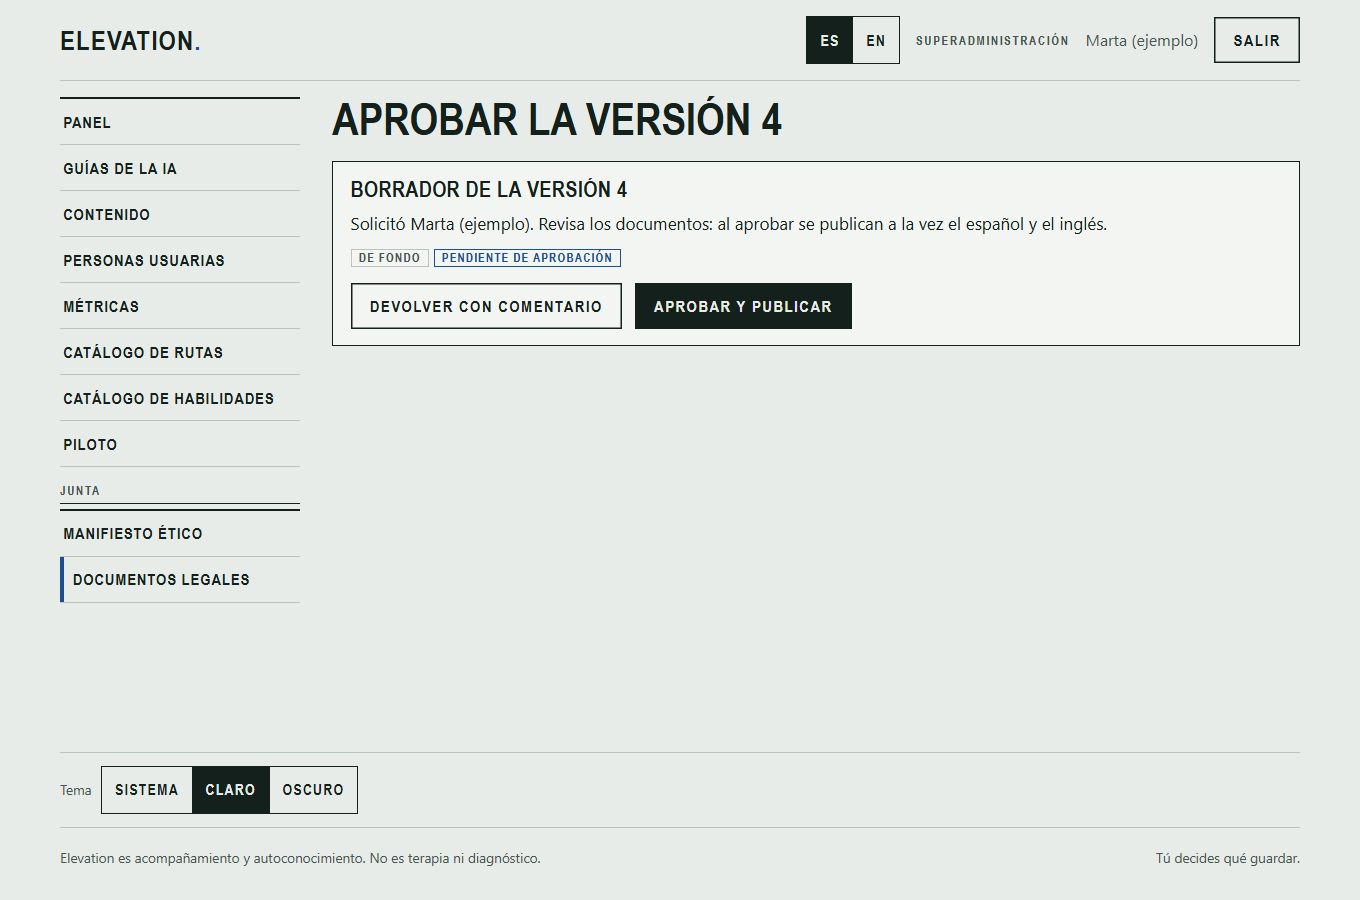 ELEVATION.
ES EN SUPERADMINISTRACIÓN Marta (ejemplo) SALIR
PANEL
GUÍAS DE LA IA
CONTENIDO
PERSONAS USUARIAS
MÉTRICAS
CATÁLOGO DE RUTAS
CATÁLOGO DE HABILIDADES
PILOTO
JUNTA
MANIFIESTO ÉTICO
DOCUMENTOS LEGALES
APROBAR LA VERSIÓN 4
BORRADOR DE LA VERSIÓN 4
Solicitó Marta (ejemplo). Revisa los documentos: al aprobar se publican a la vez el español y el inglés.
DE FONDO PENDIENTE DE APROBACIÓN
DEVOLVER CON COMENTARIO APROBAR Y PUBLICAR
Tema SISTEMA CLARO OSCURO
Elevation es acompañamiento y autoconocimiento. No es terapia ni diagnóstico.
Tú decides qué guardar.